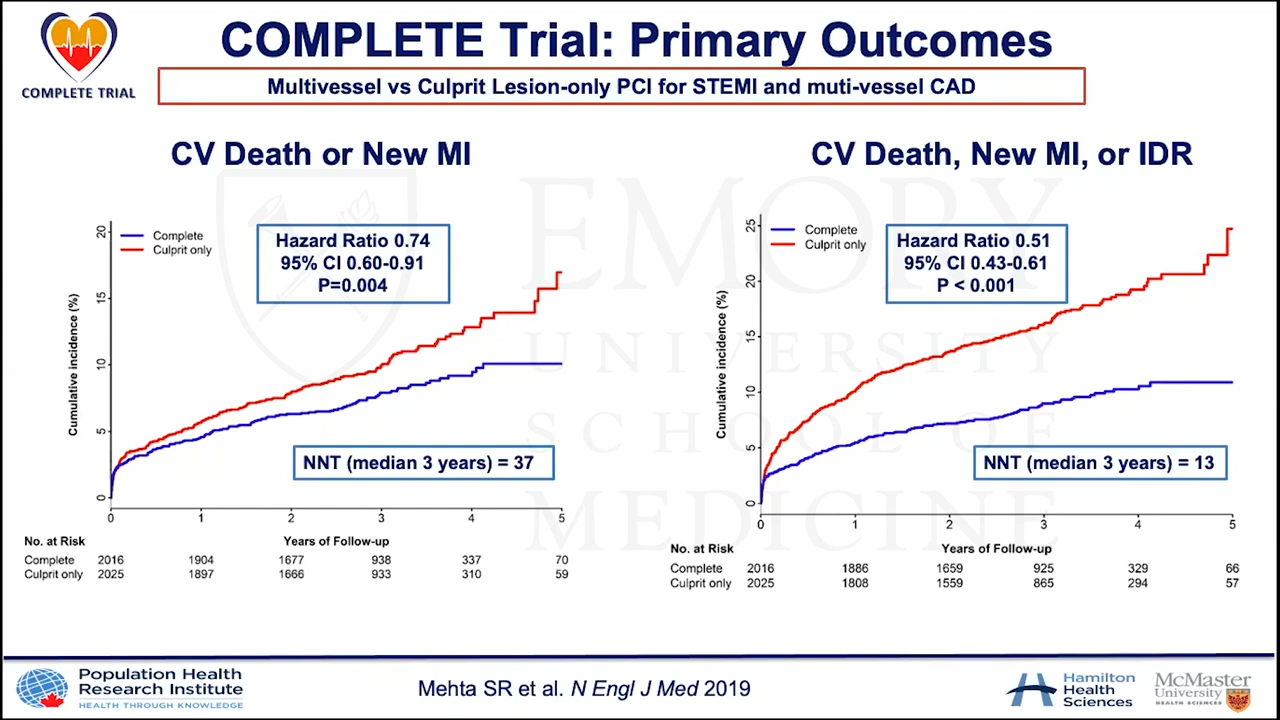 COMPLETE Trial: Primary Outcomes
COMPLETE TRIAL
Multivessel vs Culprit Lesion-only PCI for STEMI and muti-vessel CAD
CV Death or New MI
Complete
Culprit only
Hazard Ratio 0.74
95% CI 0.60-0.91
P=0.004
Cumulative incidence (%)
20
15
10
5
0
NNT (median 3 years) = 37
0 1 2 3 4 5
No. at Risk Years of Follow-up
Complete 2016 1904 1677 938 337 70
Culprit only 2025 1897 1666 933 310 59
CV Death, New MI, or IDR
Complete
Culprit only
Hazard Ratio 0.51
95% CI 0.43-0.61
P < 0.001
Cumulative incidence (%)
25
20
15
10
5
0
NNT (median 3 years) = 13
0 1 2 3 4 5
No. at Risk Years of Follow-up
Complete 2016 1886 1659 925 329 66
Culprit only 2025 1808 1559 865 294 57
EMORY
UNIVERSITY
SCHOOL OF
MEDICINE
Population Health
Research Institute
HEALTH THROUGH KNOWLEDGE
Mehta SR et al. N Engl J Med 2019
Hamilton
Health
Sciences
McMaster
University
HEALTH SCIENCES